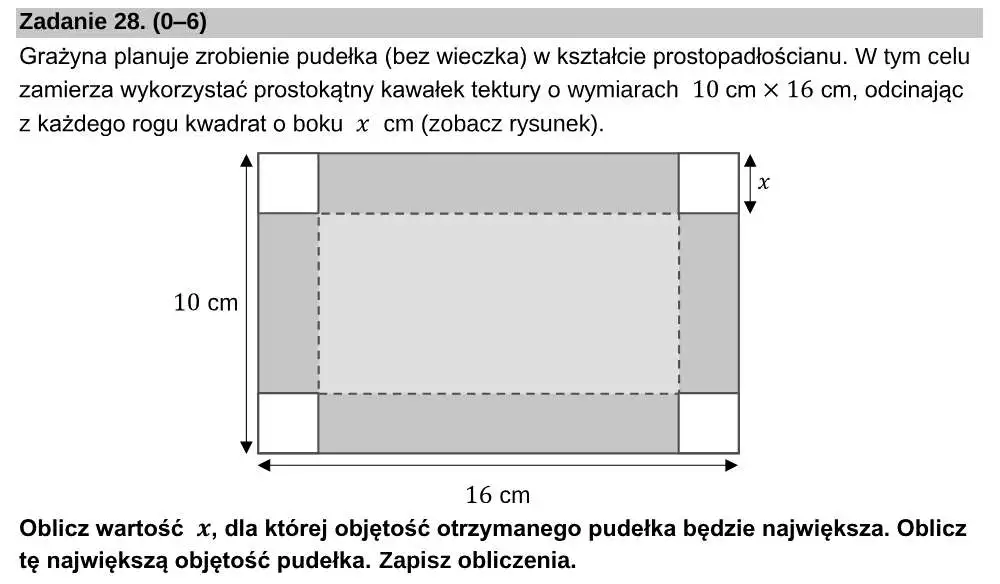 Zadanie 28. (0–6)
Grażyna planuje zrobienie pudełka (bez wieczka) w kształcie prostopadłościanu. W tym celu
zamierza wykorzystać prostokątny kawałek tektury o wymiarach 10 cm × 16 cm, odcinając
z każdego rogu kwadrat o boku x cm (zobacz rysunek).
x
10 cm
16 cm
Oblicz wartość x, dla której objętość otrzymanego pudełka będzie największa. Oblicz
tę największą objętość pudełka. Zapisz obliczenia.